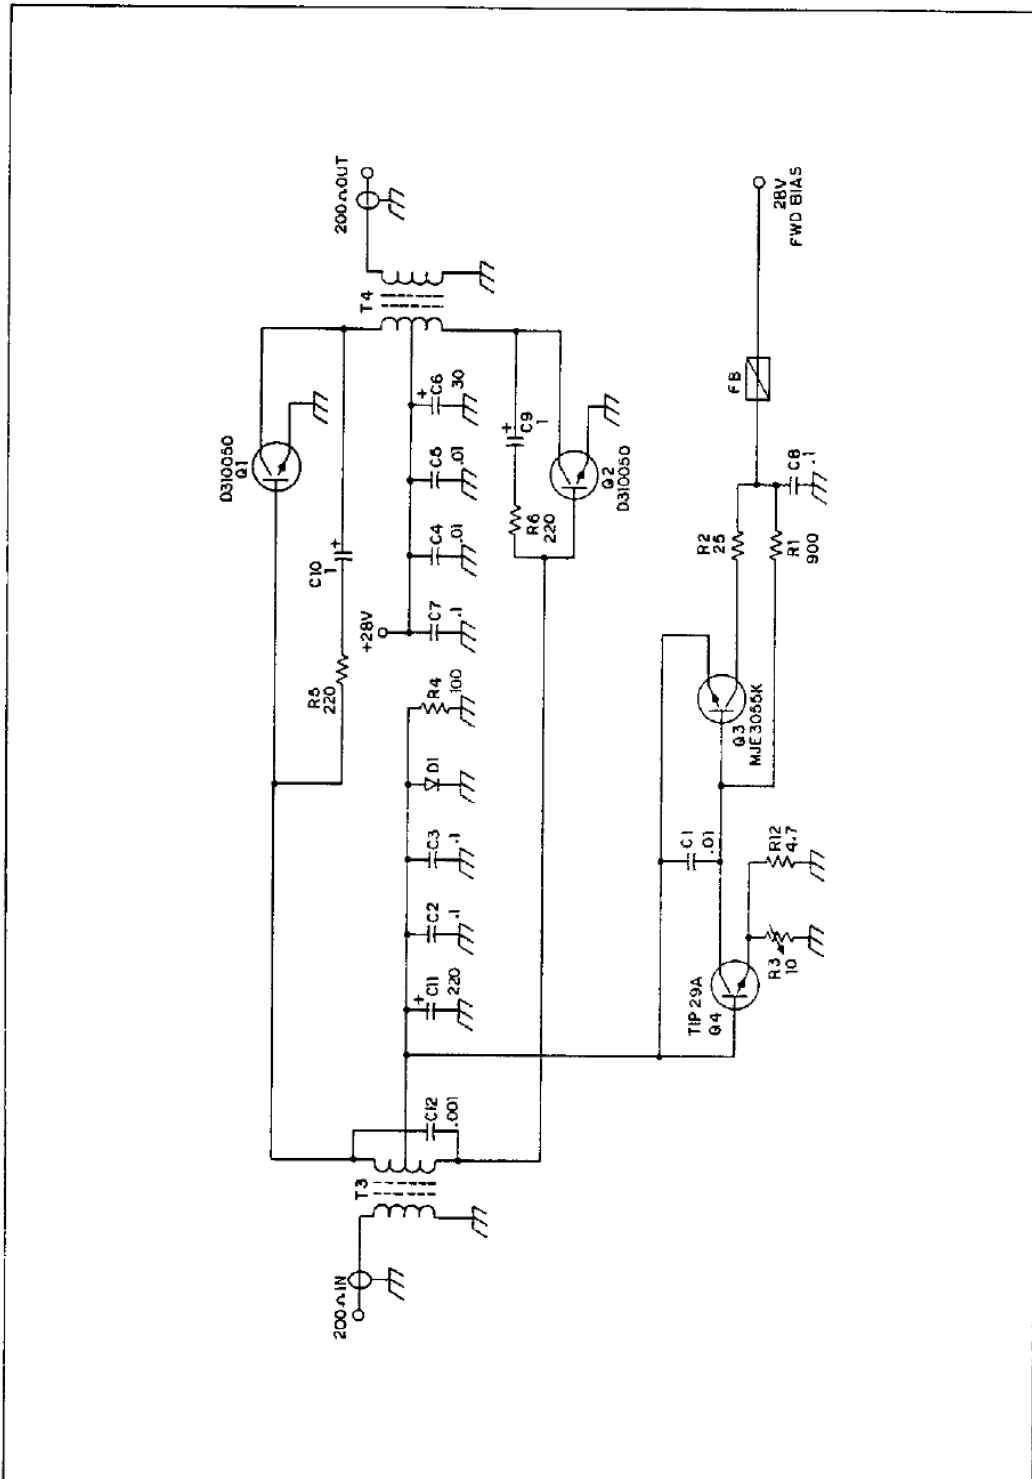 200Ω IN
T3
C12
.001
C11
220
C2
.1
C3
.1
D1
R4
100
R5
220
C10
1
D310050
Q1
+28V
C7
.1
C4
.01
C5
.01
C6
30
T4
200Ω OUT
R6
220
C9
1
Q2
D310050
TIP29A
Q4
R3
10
R12
4.7
C1
.01
Q3
MJE3055K
R2
25
R1
900
C8
.1
FB
28V
FWD BIAS